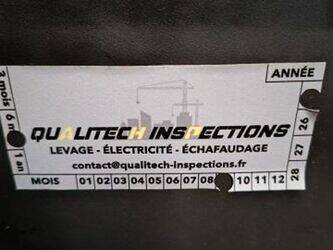 ANNÉE
QUALITECH INSPECTIONS
LEVAGE - ÉLECTRICITÉ - ÉCHAFAUDAGE
contact@qualitech-inspections.fr
3 mois 6 m 1 an
MOIS 01 02 03 04 05 06 07 08 10 11 12
26
27
28